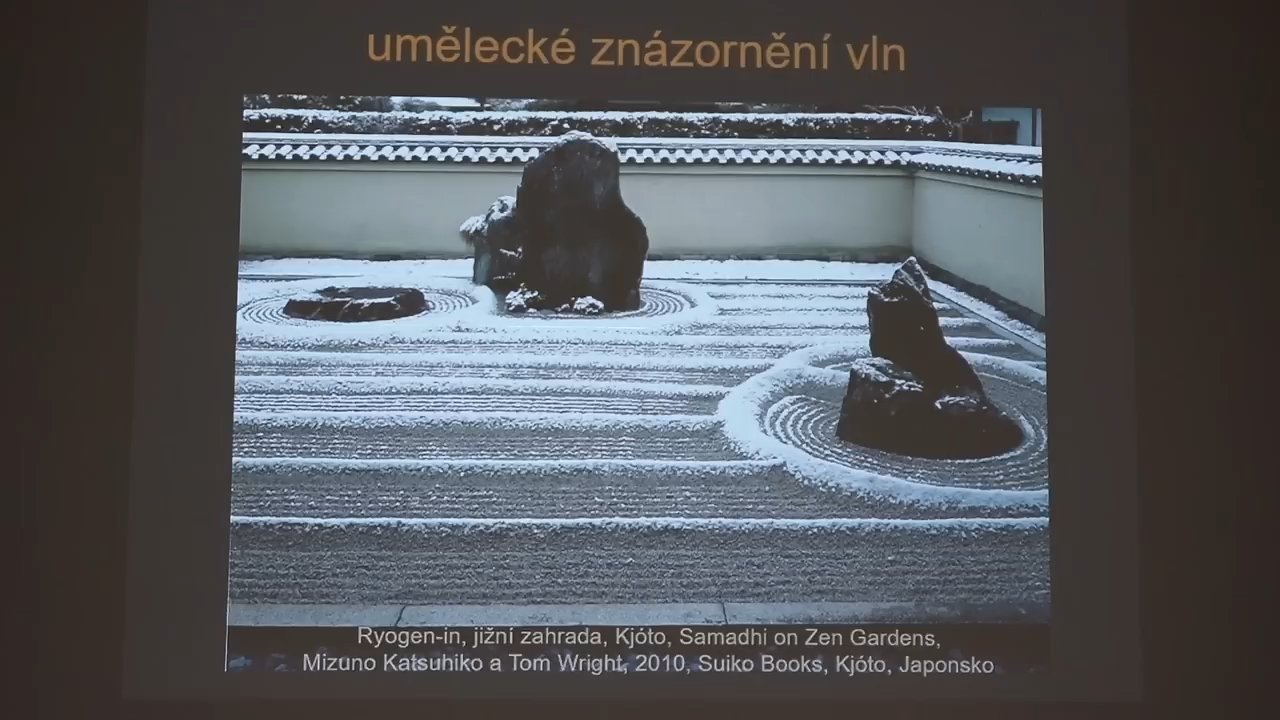 umělecké znázornění vln
Ryogen-in, jižní zahrada, Kjóto, Samadhi on Zen Gardens,
Mizuno Katsuhiko a Tom Wright, 2010, Suiko Books, Kjóto, Japonsko